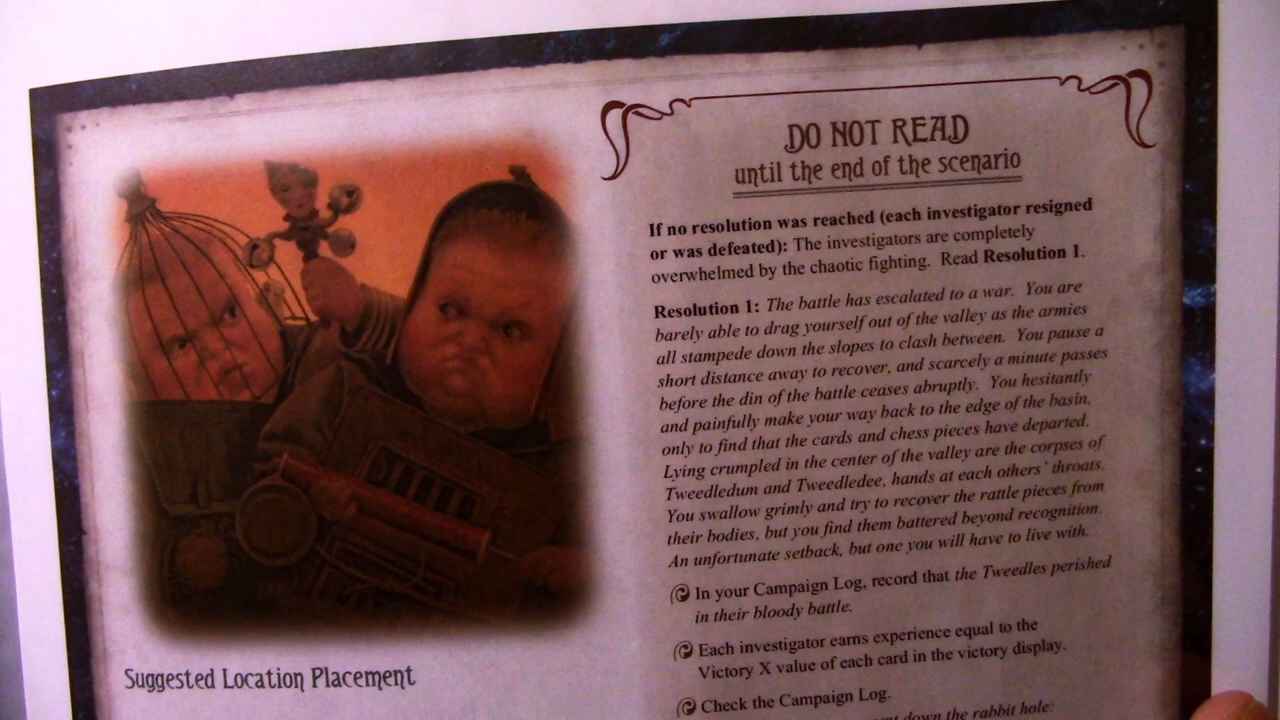 Suggested Location Placement
DO NOT READ
until the end of the scenario
If no resolution was reached (each investigator resigned
or was defeated): The investigators are completely
overwhelmed by the chaotic fighting. Read Resolution 1.
Resolution 1: The battle has escalated to a war. You are
barely able to drag yourself out of the valley as the armies
all stampede down the slopes to clash between. You pause a
short distance away to recover, and scarcely a minute passes
before the din of the battle ceases abruptly. You hesitantly
and painfully make your way back to the edge of the basin,
only to find that the cards and chess pieces have departed.
Lying crumpled in the center of the valley are the corpses of
Tweedledum and Tweedledee, hands at each others' throats.
You swallow grimly and try to recover the rattle pieces from
their bodies, but you find them battered beyond recognition.
An unfortunate setback, but one you will have to live with.
In your Campaign Log, record that the Tweedles perished
in their bloody battle.
Each investigator earns experience equal to the
Victory X value of each card in the victory display.
Check the Campaign Log.
down the rabbit hole: